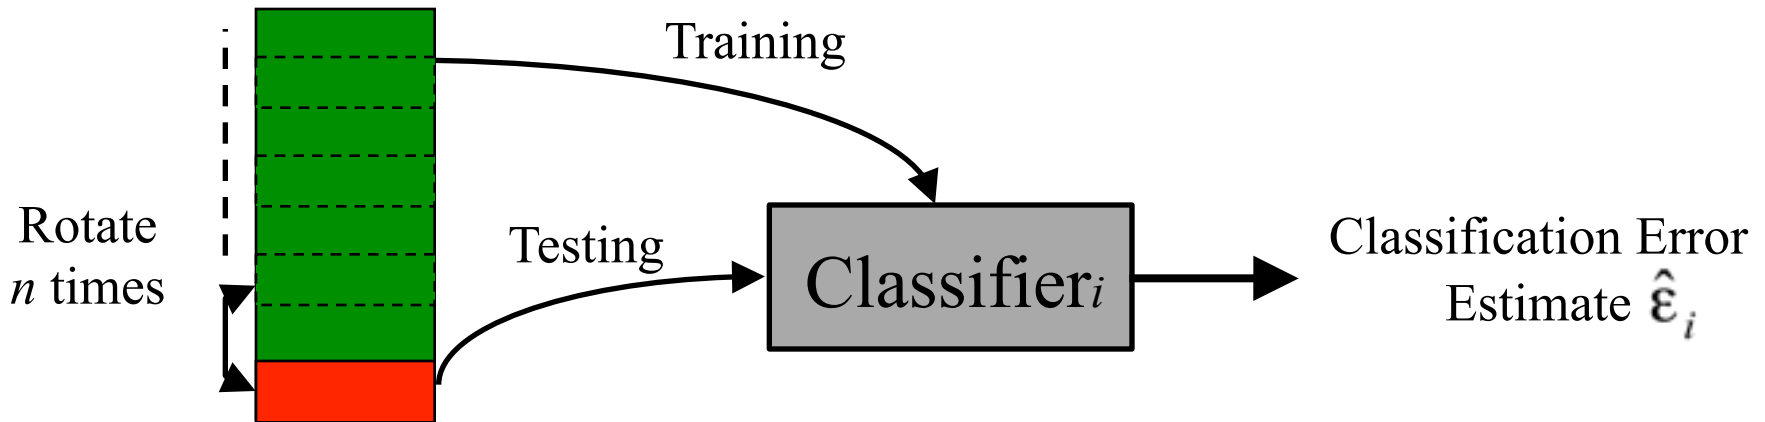 Training
Rotate
n times
Testing
Classifieri
Classification Error
Estimate ε̂i